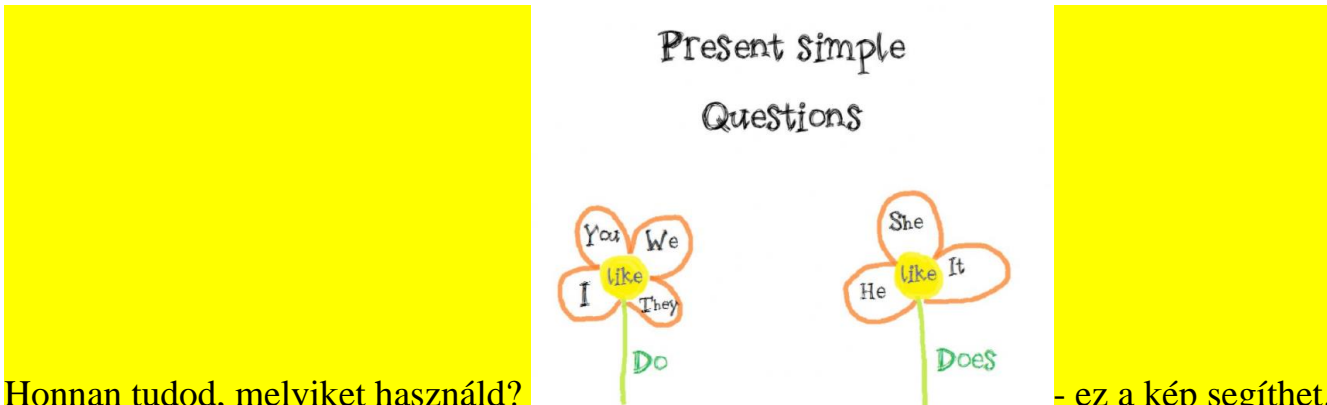 Present simple
Questions
You We
like
I They
Do
She
like It
He
Does
Honnan tudod, melyiket használd? - ez a kép segíthet.